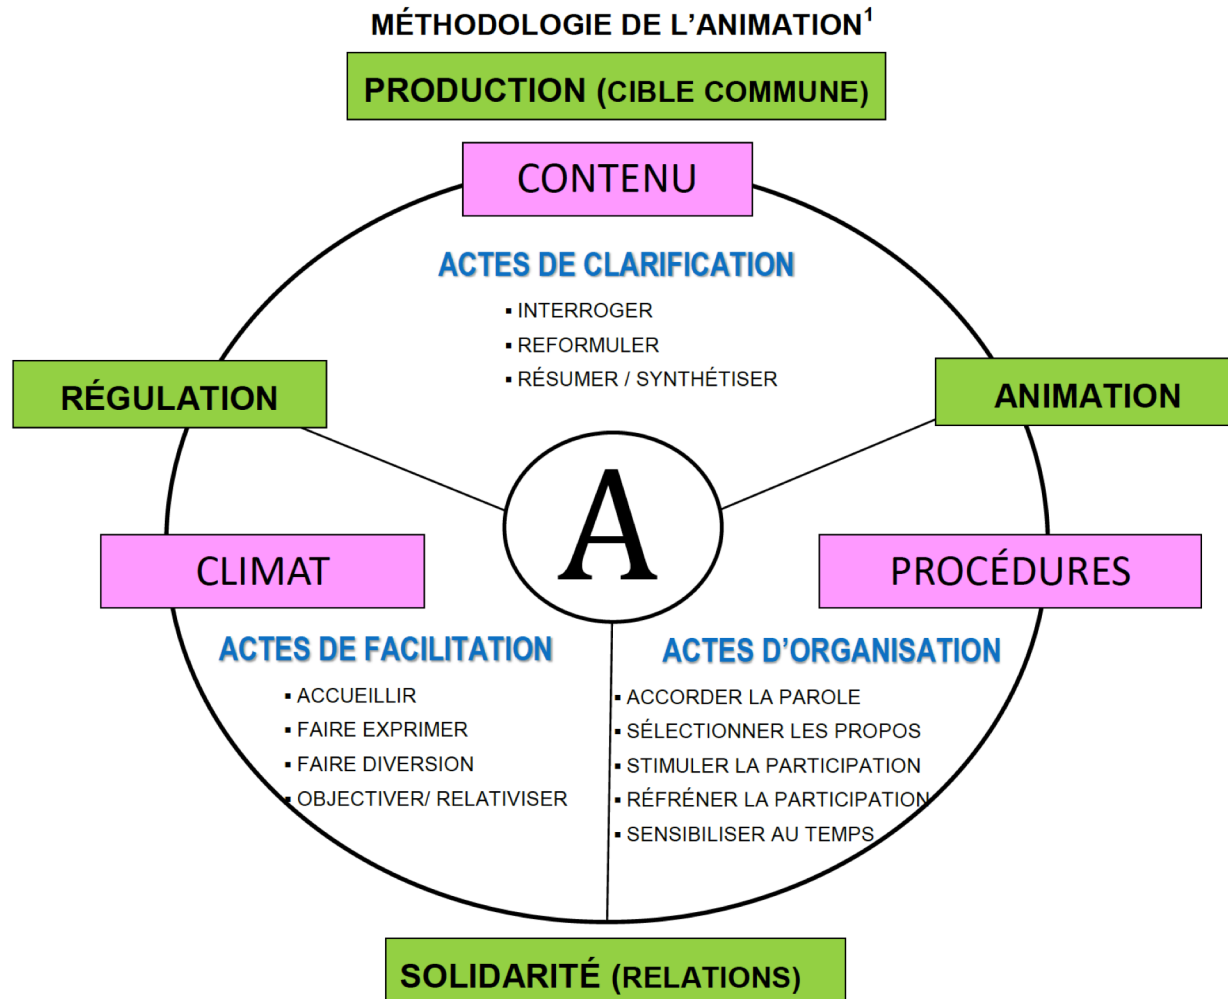 MÉTHODOLOGIE DE L’ANIMATION¹
PRODUCTION (CIBLE COMMUNE)
CONTENU
ACTES DE CLARIFICATION
▪ INTERROGER
▪ REFORMULER
▪ RÉSUMER / SYNTHÉTISER
RÉGULATION
ANIMATION
A
CLIMAT
PROCÉDURES
ACTES DE FACILITATION
▪ ACCUEILLIR
▪ FAIRE EXPRIMER
▪ FAIRE DIVERSION
▪ OBJECTIVER/ RELATIVISER
ACTES D’ORGANISATION
▪ ACCORDER LA PAROLE
▪ SÉLECTIONNER LES PROPOS
▪ STIMULER LA PARTICIPATION
▪ RÉFRÉNER LA PARTICIPATION
▪ SENSIBILISER AU TEMPS
SOLIDARITÉ (RELATIONS)